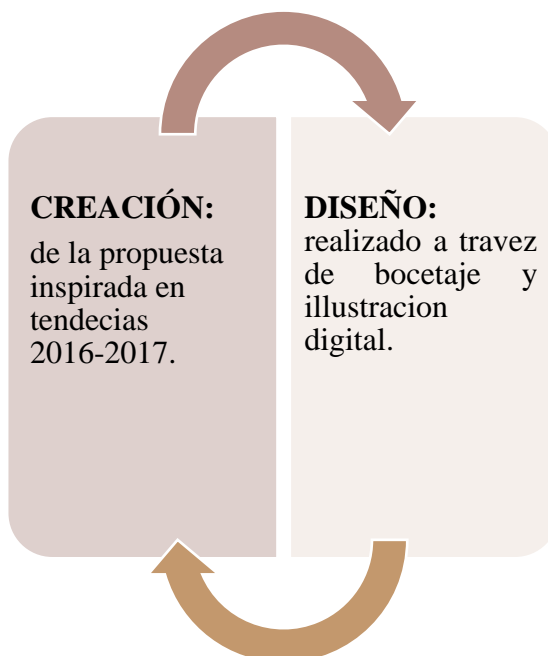 CREACIÓN:
de la propuesta
inspirada en
tendecias
2016-2017.
DISEÑO:
realizado a travez
de bocetaje y
illustracion
digital.